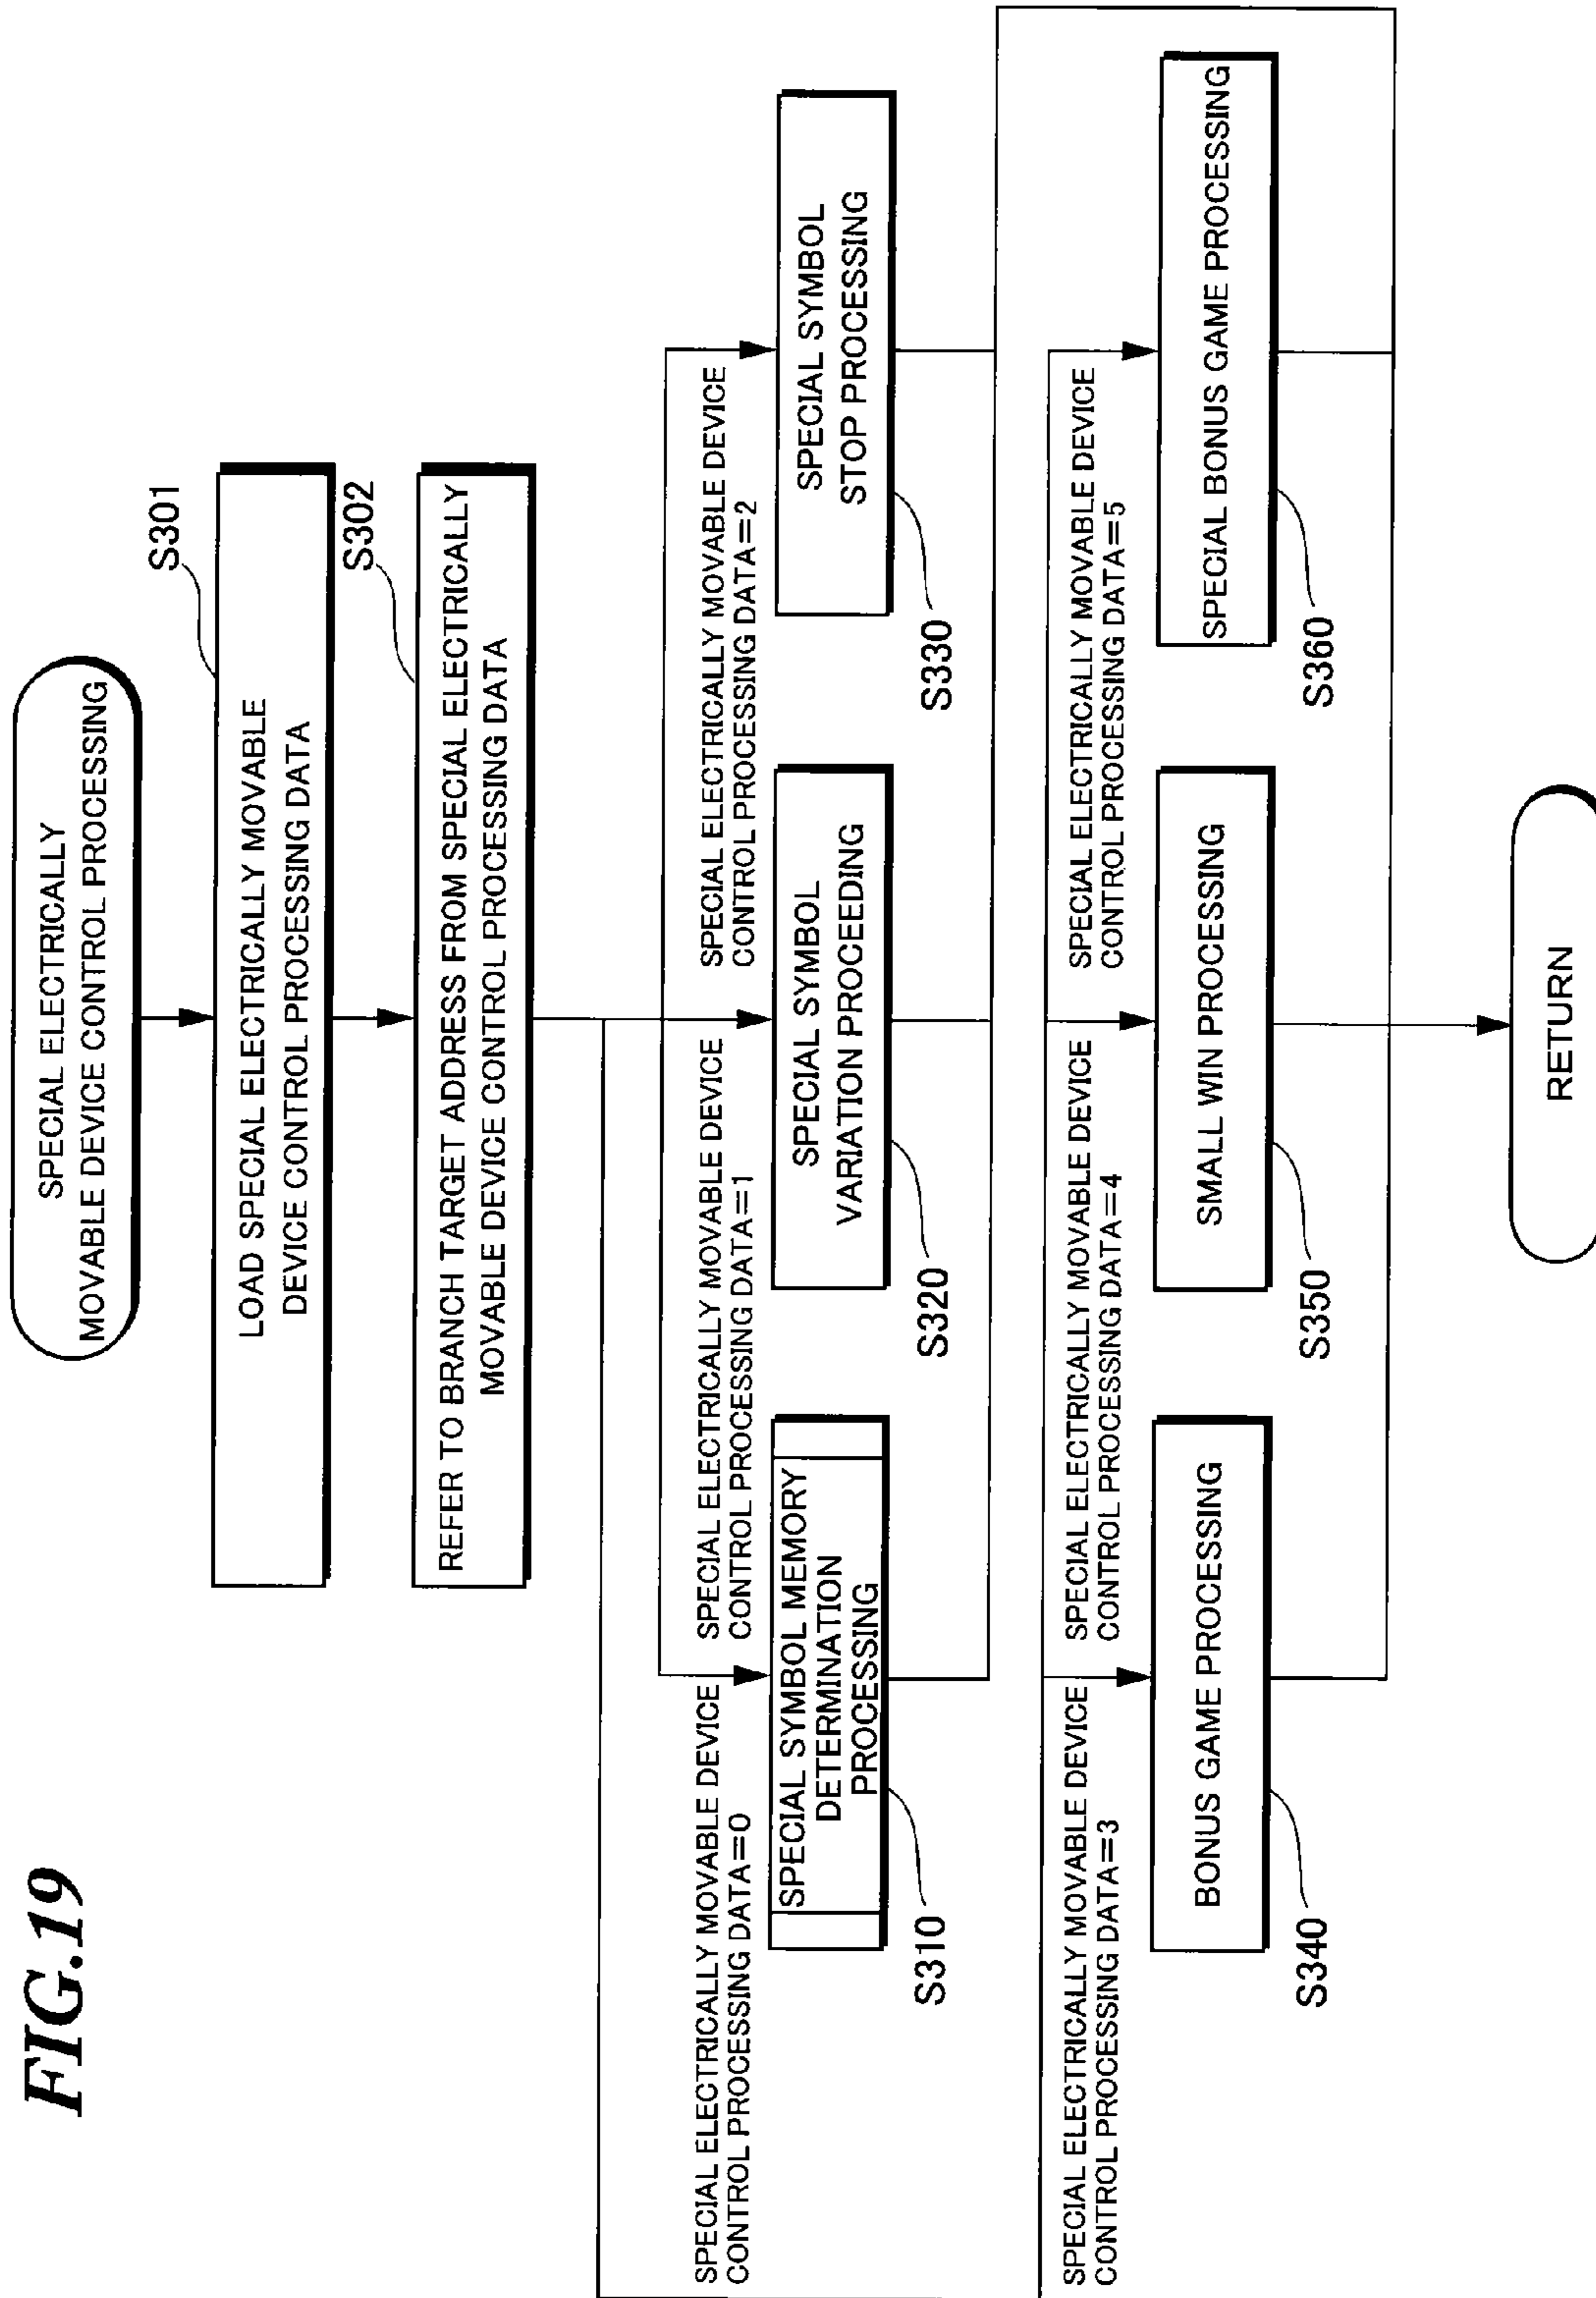 FIG.19
SPECIAL ELECTRICALLY
MOVABLE DEVICE CONTROL PROCESSING
S301
LOAD SPECIAL ELECTRICALLY MOVABLE
DEVICE CONTROL PROCESSING DATA
S302
REFER TO BRANCH TARGET ADDRESS FROM SPECIAL ELECTRICALLY
MOVABLE DEVICE CONTROL PROCESSING DATA
SPECIAL ELECTRICALLY MOVABLE DEVICE
CONTROL PROCESSING DATA=0
SPECIAL ELECTRICALLY MOVABLE DEVICE
CONTROL PROCESSING DATA=1
SPECIAL ELECTRICALLY MOVABLE DEVICE
CONTROL PROCESSING DATA=2
SPECIAL SYMBOL MEMORY
DETERMINATION
PROCESSING
S310
SPECIAL SYMBOL
VARIATION PROCEEDING
S320
SPECIAL SYMBOL
STOP PROCESSING
S330
SPECIAL ELECTRICALLY MOVABLE DEVICE
CONTROL PROCESSING DATA=3
SPECIAL ELECTRICALLY MOVABLE DEVICE
CONTROL PROCESSING DATA=4
SPECIAL ELECTRICALLY MOVABLE DEVICE
CONTROL PROCESSING DATA=5
BONUS GAME PROCESSING
S340
SMALL WIN PROCESSING
S350
SPECIAL BONUS GAME PROCESSING
S360
RETURN